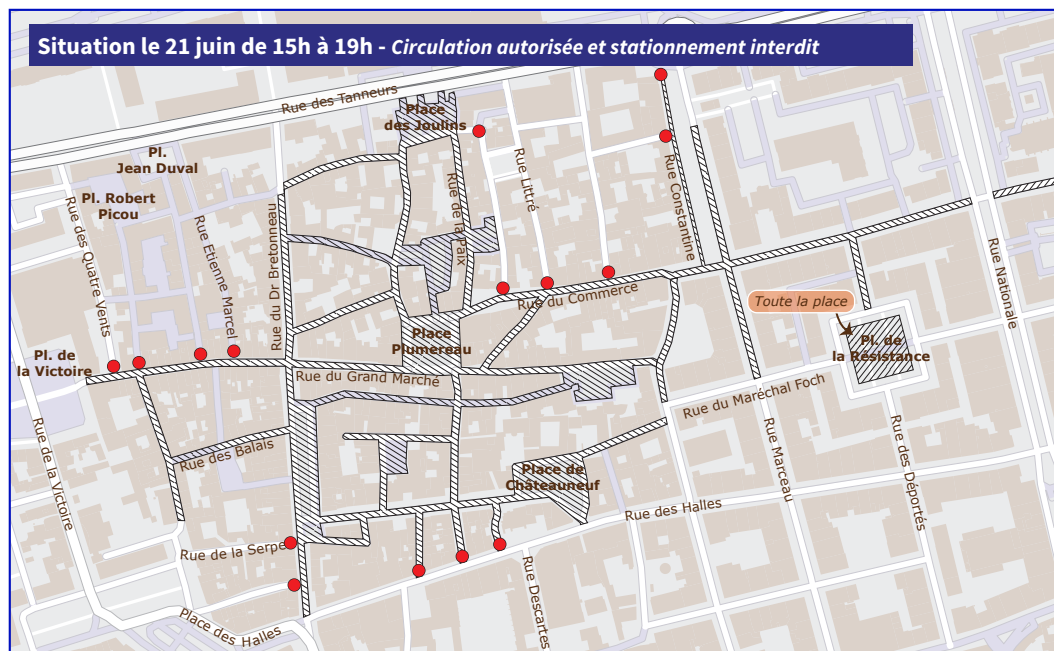 Situation le 21 juin de 15h à 19h - Circulation autorisée et stationnement interdit
Rue des Tanneurs
Place
des Joulins
Pl.
Jean Duval
Pl. Robert
Picou
Rue des Quatre Vents
Rue Etienne Marcel
Rue du Dr Bretonneau
Rue de la Paix
Rue Littré
Rue Constantine
Rue Nationale
Rue du Commerce
Toute la place
Pl. de
la Résistance
Place
Plumereau
Pl. de
la Victoire
Rue du Grand Marché
Rue du Maréchal Foch
Rue de la Victoire
Rue des Balais
Place de
Châteauneuf
Rue Marceau
Rue des Déportés
Rue des Halles
Rue de la Serpe
Rue Descartes
Place des Halles